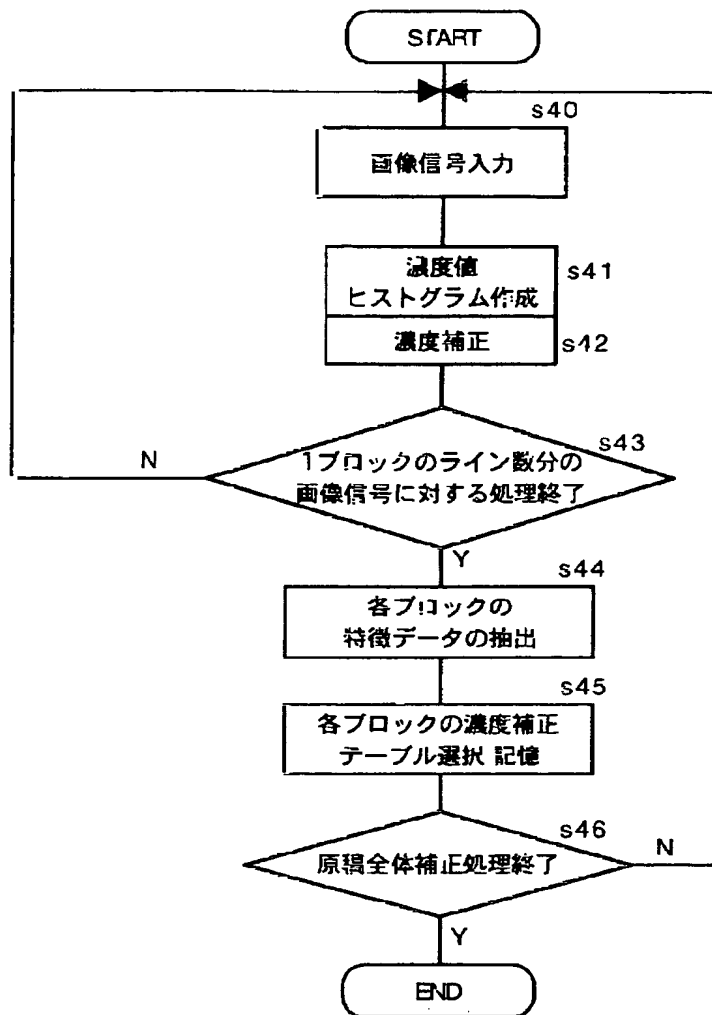 START
s40
画像信号入力
濃度値
ヒストグラム作成
s41
濃度補正
s42
s43
1ブロックのライン数分の
画像信号に対する処理終了
N
Y
s44
各ブロックの
特徴データの抽出
s45
各ブロックの濃度補正
テーブル選択 記憶
s46
原稿全体補正処理終了
N
Y
END